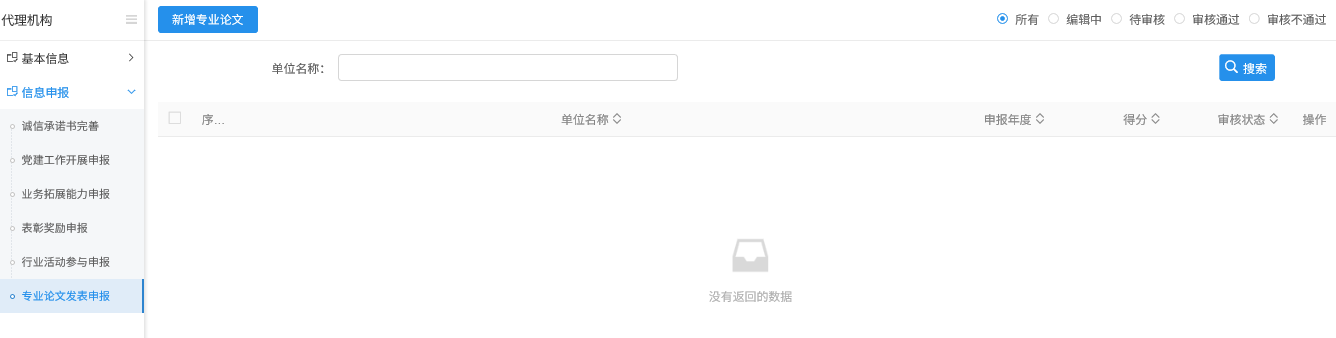 代理机构
基本信息
信息申报
诚信承诺书完善
党建工作开展申报
业务拓展能力申报
表彰奖励申报
行业活动参与申报
专业论文发表申报
新增专业论文
所有 编辑中 待审核 审核通过 审核不通过
单位名称：
搜索
序... 单位名称 申报年度 得分 审核状态 操作
没有返回的数据